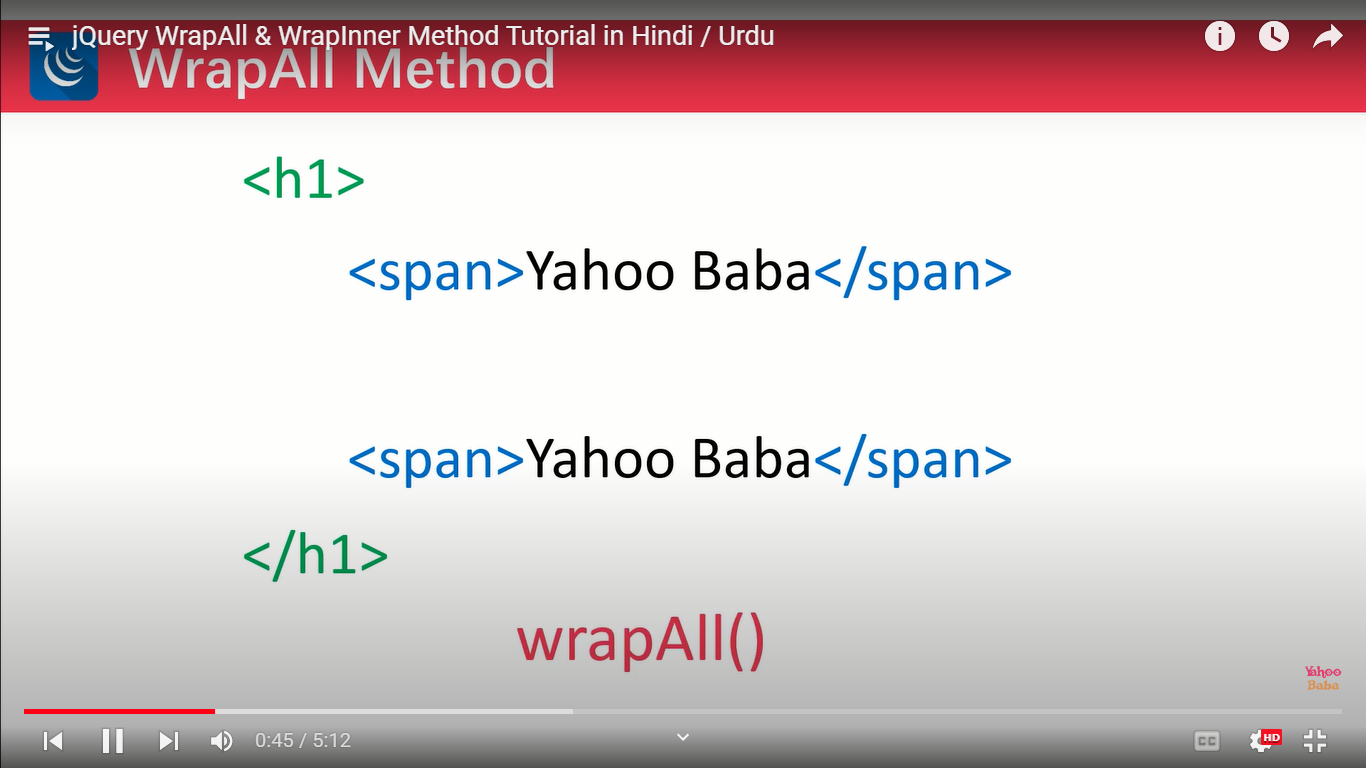 jQuery WrapAll & WrapInner Method Tutorial in Hindi / Urdu
WrapAll Method
<h1>
<span>Yahoo Baba</span>
<span>Yahoo Baba</span>
</h1>
wrapAll()
Yahoo
Baba
0:45 / 5:12
CC
HD